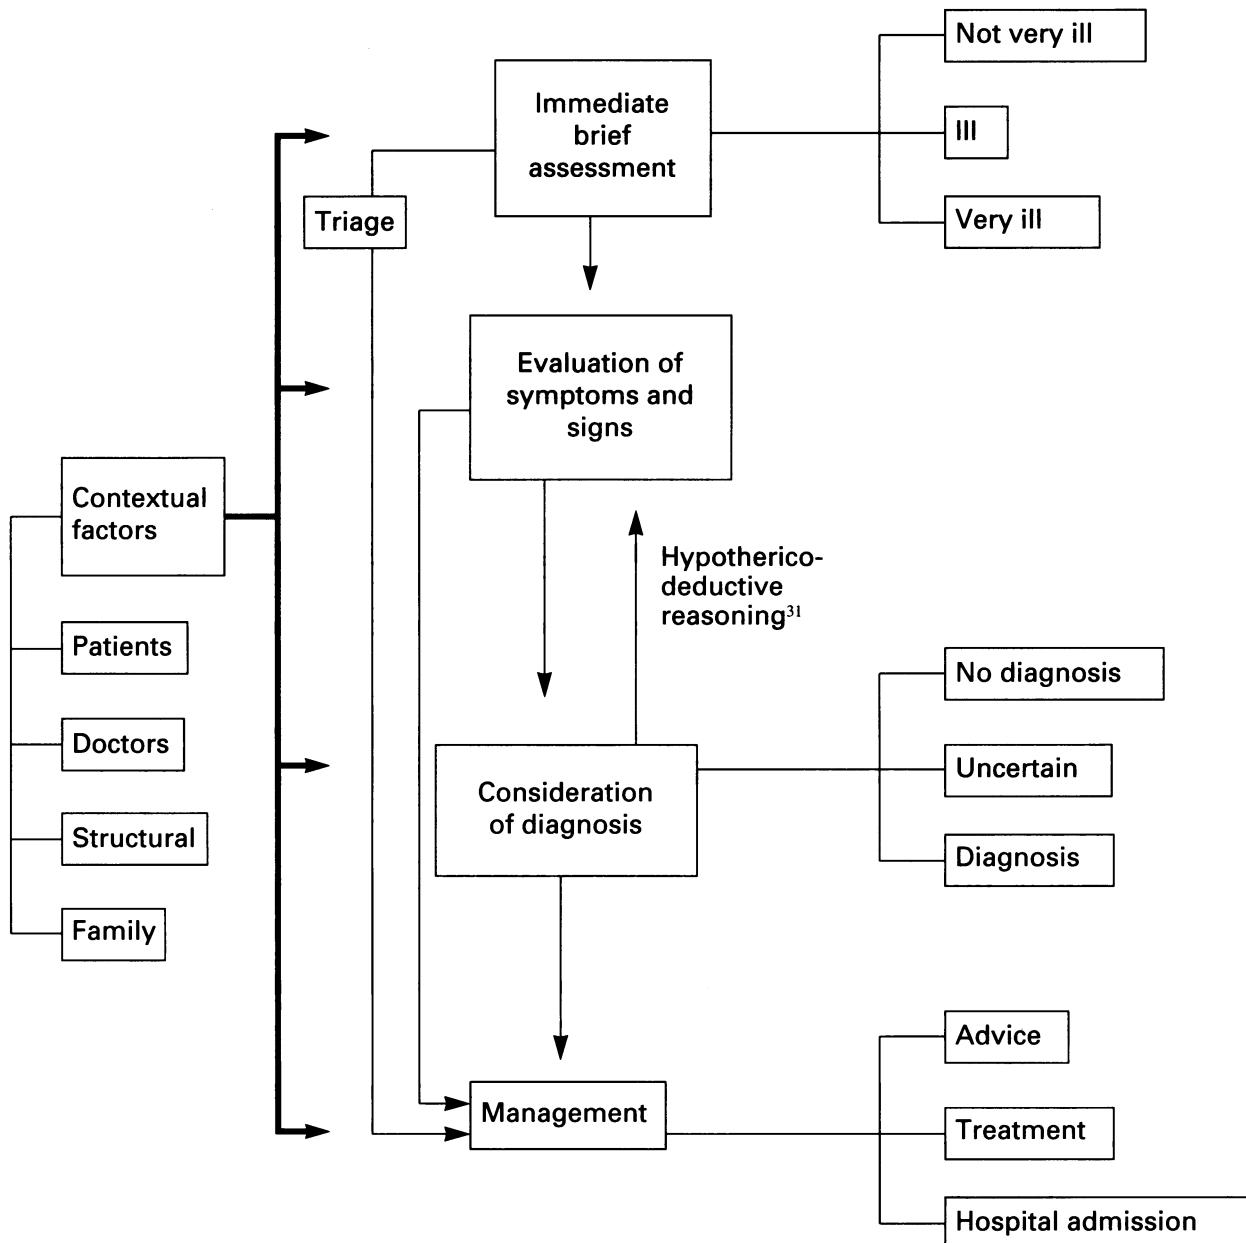 Not very ill
Immediate
brief
assessment
Ill
Triage
Very ill
Evaluation of
symptoms and
signs
Contextual
factors
Hypotherico-
deductive
reasoning31
Patients
No diagnosis
Doctors
Uncertain
Consideration
of diagnosis
Structural
Diagnosis
Family
Advice
Management
Treatment
Hospital admission